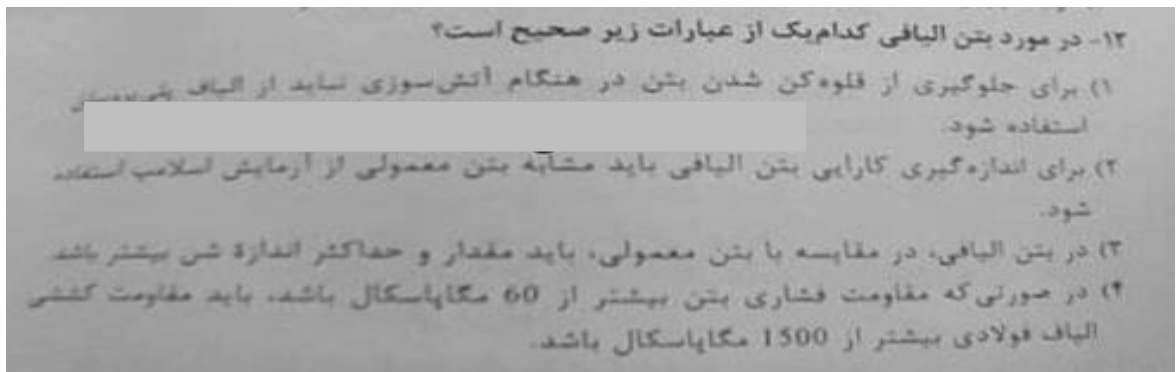 ۱۳- در مورد بتن الیافی کدام‌یک از عبارات زیر صحیح است؟
۱) برای جلوگیری از قلوه‌کن شدن بتن در هنگام آتش‌سوزی نباید از الیاف
استفاده شود.
۲) برای اندازه‌گیری کارایی بتن الیافی باید مشابه بتن معمولی از آزمایش اسلامپ استفاده
شود.
۳) در بتن الیافی، در مقایسه با بتن معمولی، باید مقدار و حداکثر اندازهٔ شن بیشتر باشد.
۴) در صورتی‌که مقاومت فشاری بتن بیشتر از 60 مگاپاسکال باشد، باید مقاومت کششی
الیاف فولادی بیشتر از 1500 مگاپاسکال باشد.